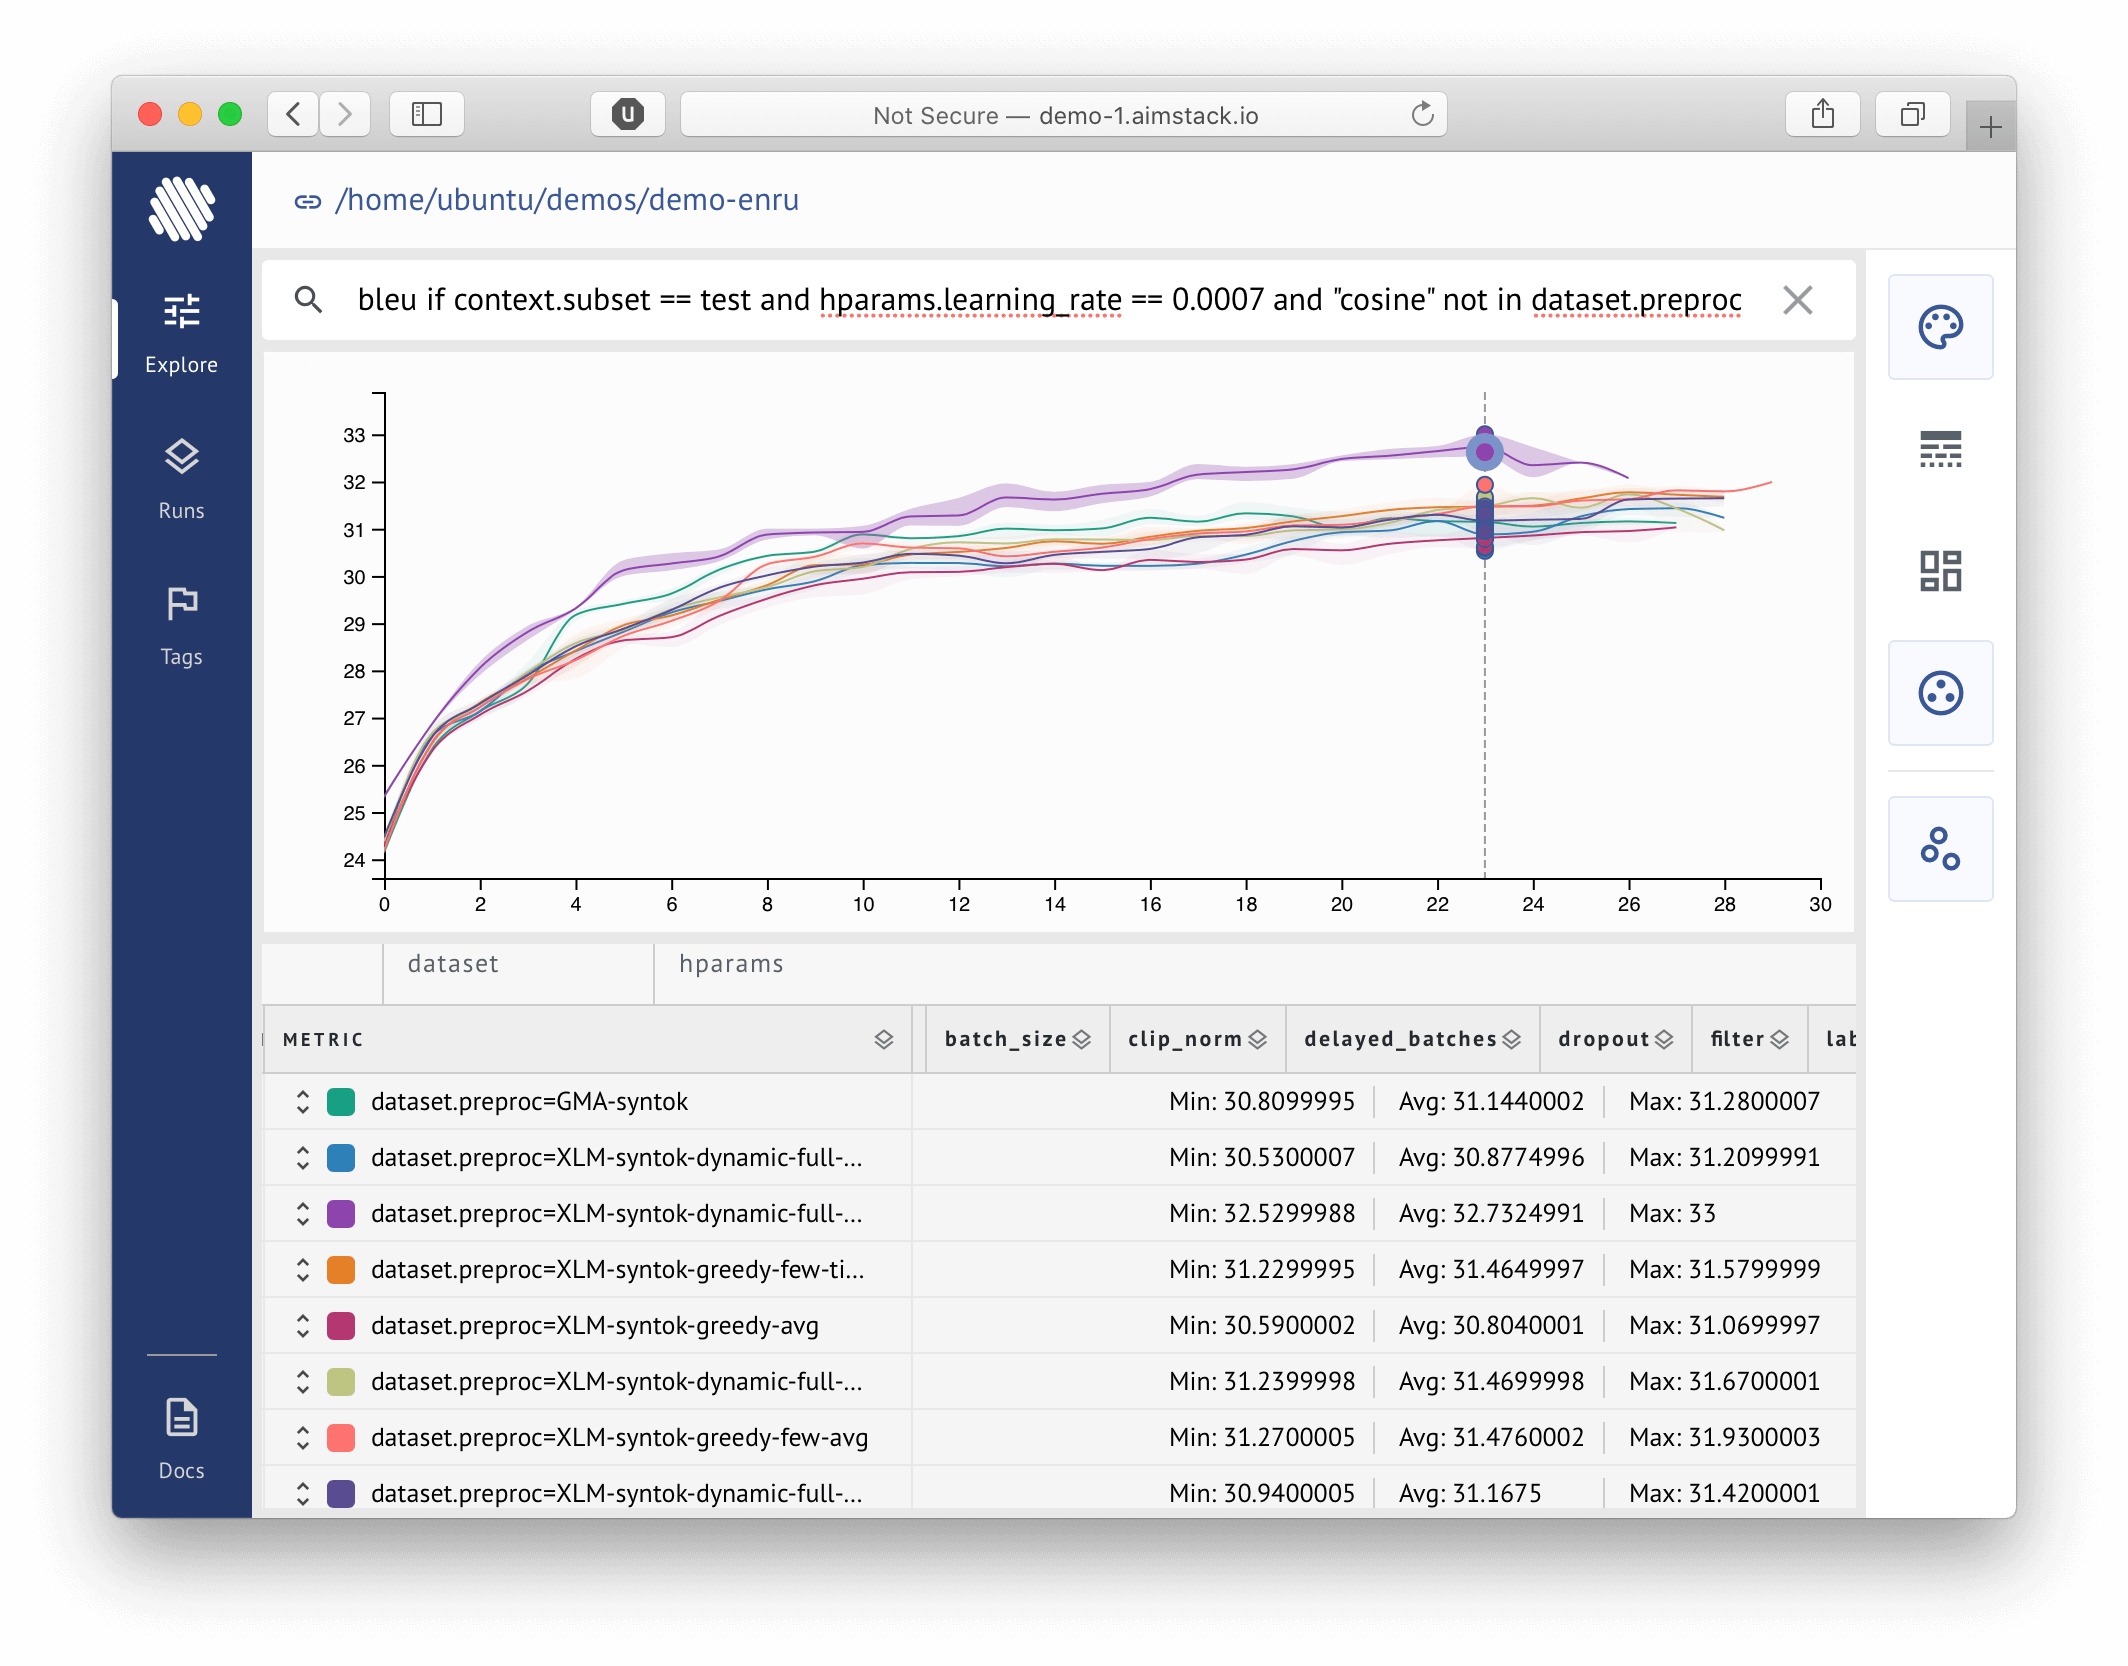 U
Not Secure — demo-1.aimstack.io
/home/ubuntu/demos/demo-enru
bleu if context.subset == test and hparams.learning_rate == 0.0007 and "cosine" not in dataset.preproc
Explore
Runs
Tags
Docs
33
32
31
30
29
28
27
26
25
24
0 2 4 6 8 10 12 14 16 18 20 22 24 26 28 30
dataset hparams
METRIC batch_size clip_norm delayed_batches dropout filter lab
dataset.preproc=GMA-syntok Min: 30.8099995 Avg: 31.1440002 Max: 31.2800007
dataset.preproc=XLM-syntok-dynamic-full-... Min: 30.5300007 Avg: 30.8774996 Max: 31.2099991
dataset.preproc=XLM-syntok-dynamic-full-... Min: 32.5299988 Avg: 32.7324991 Max: 33
dataset.preproc=XLM-syntok-greedy-few-ti... Min: 31.2299995 Avg: 31.4649997 Max: 31.5799999
dataset.preproc=XLM-syntok-greedy-avg Min: 30.5900002 Avg: 30.8040001 Max: 31.0699997
dataset.preproc=XLM-syntok-dynamic-full-... Min: 31.2399998 Avg: 31.4699998 Max: 31.6700001
dataset.preproc=XLM-syntok-greedy-few-avg Min: 31.2700005 Avg: 31.4760002 Max: 31.9300003
dataset.preproc=XLM-syntok-dynamic-full-... Min: 30.9400005 Avg: 31.1675 Max: 31.4200001